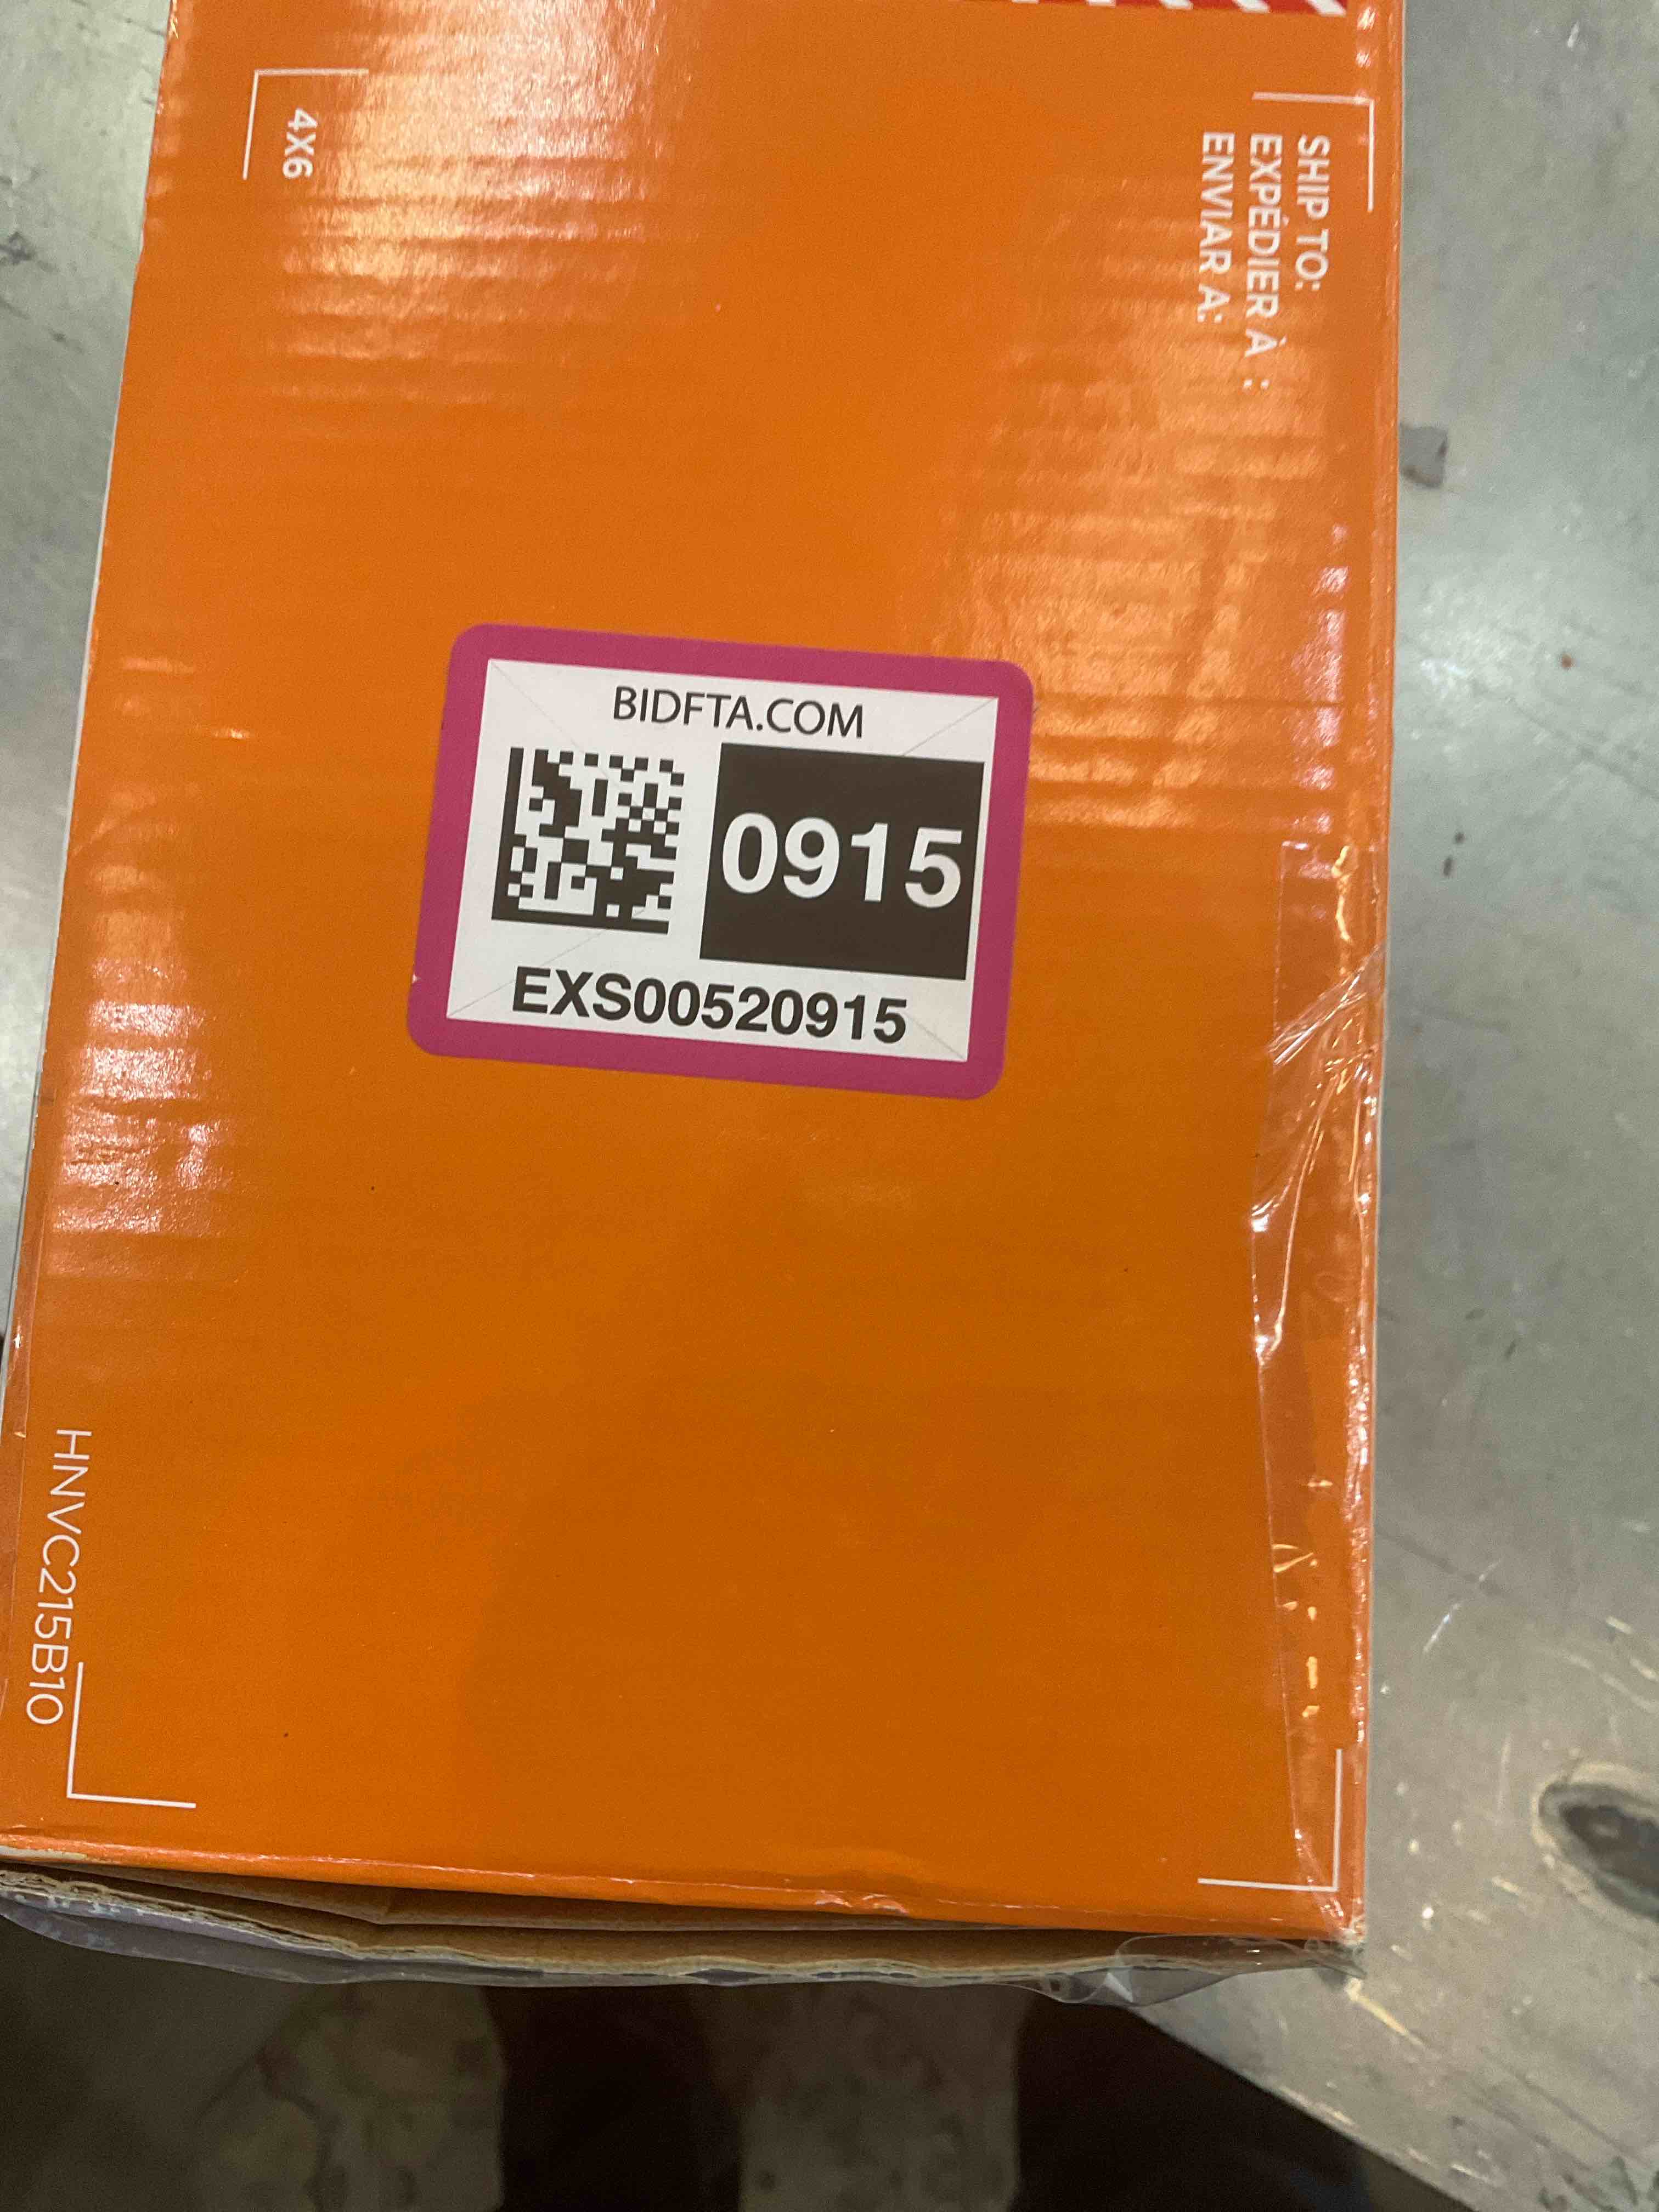 4X6
SHIP TO:
EXPÉDIER À :
ENVIAR A:
BIDFTA.COM
0915
EXS00520915
HNVC215B10